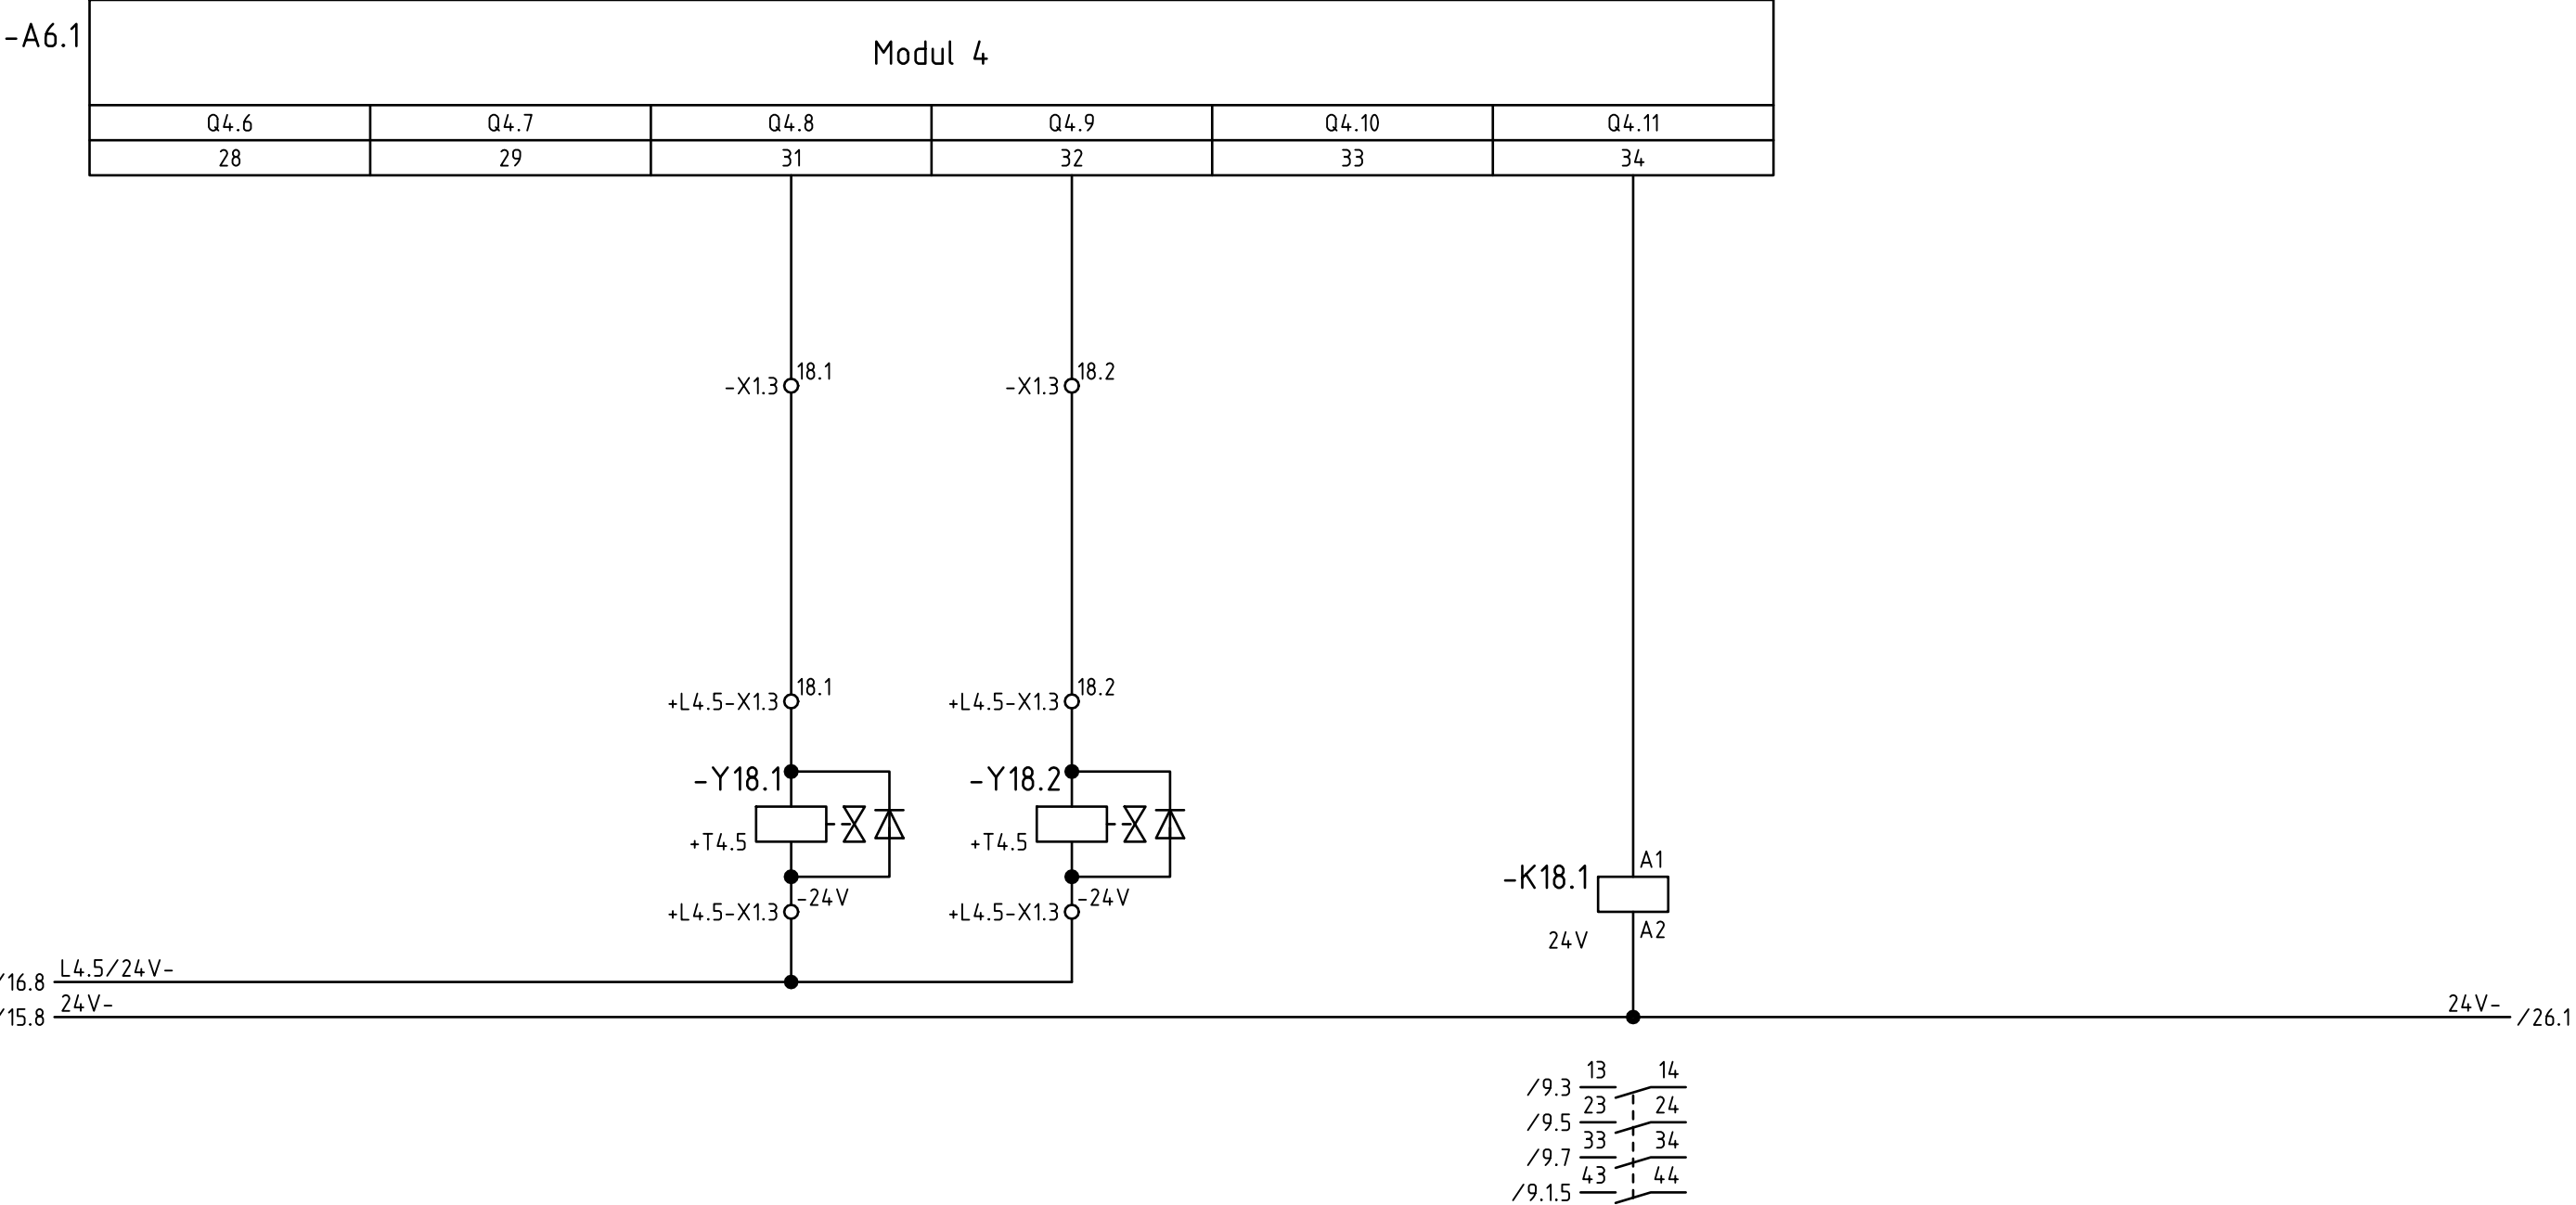 -A6.1
Modul 4
Q4.6 Q4.7 Q4.8 Q4.9 Q4.10 Q4.11
28 29 31 32 33 34
18.1 18.2
-X1.3 -X1.3
18.1 18.2
+L4.5-X1.3 +L4.5-X1.3
-Y18.1 -Y18.2
+T4.5 +T4.5
A1
-K18.1
-24V -24V
+L4.5-X1.3 +L4.5-X1.3
A2
24V
L4.5/24V-
/16.8
24V- 24V-
/15.8 /26.1
13 14
/9.3
23 24
/9.5
33 34
/9.7
43 44
/9.1.5